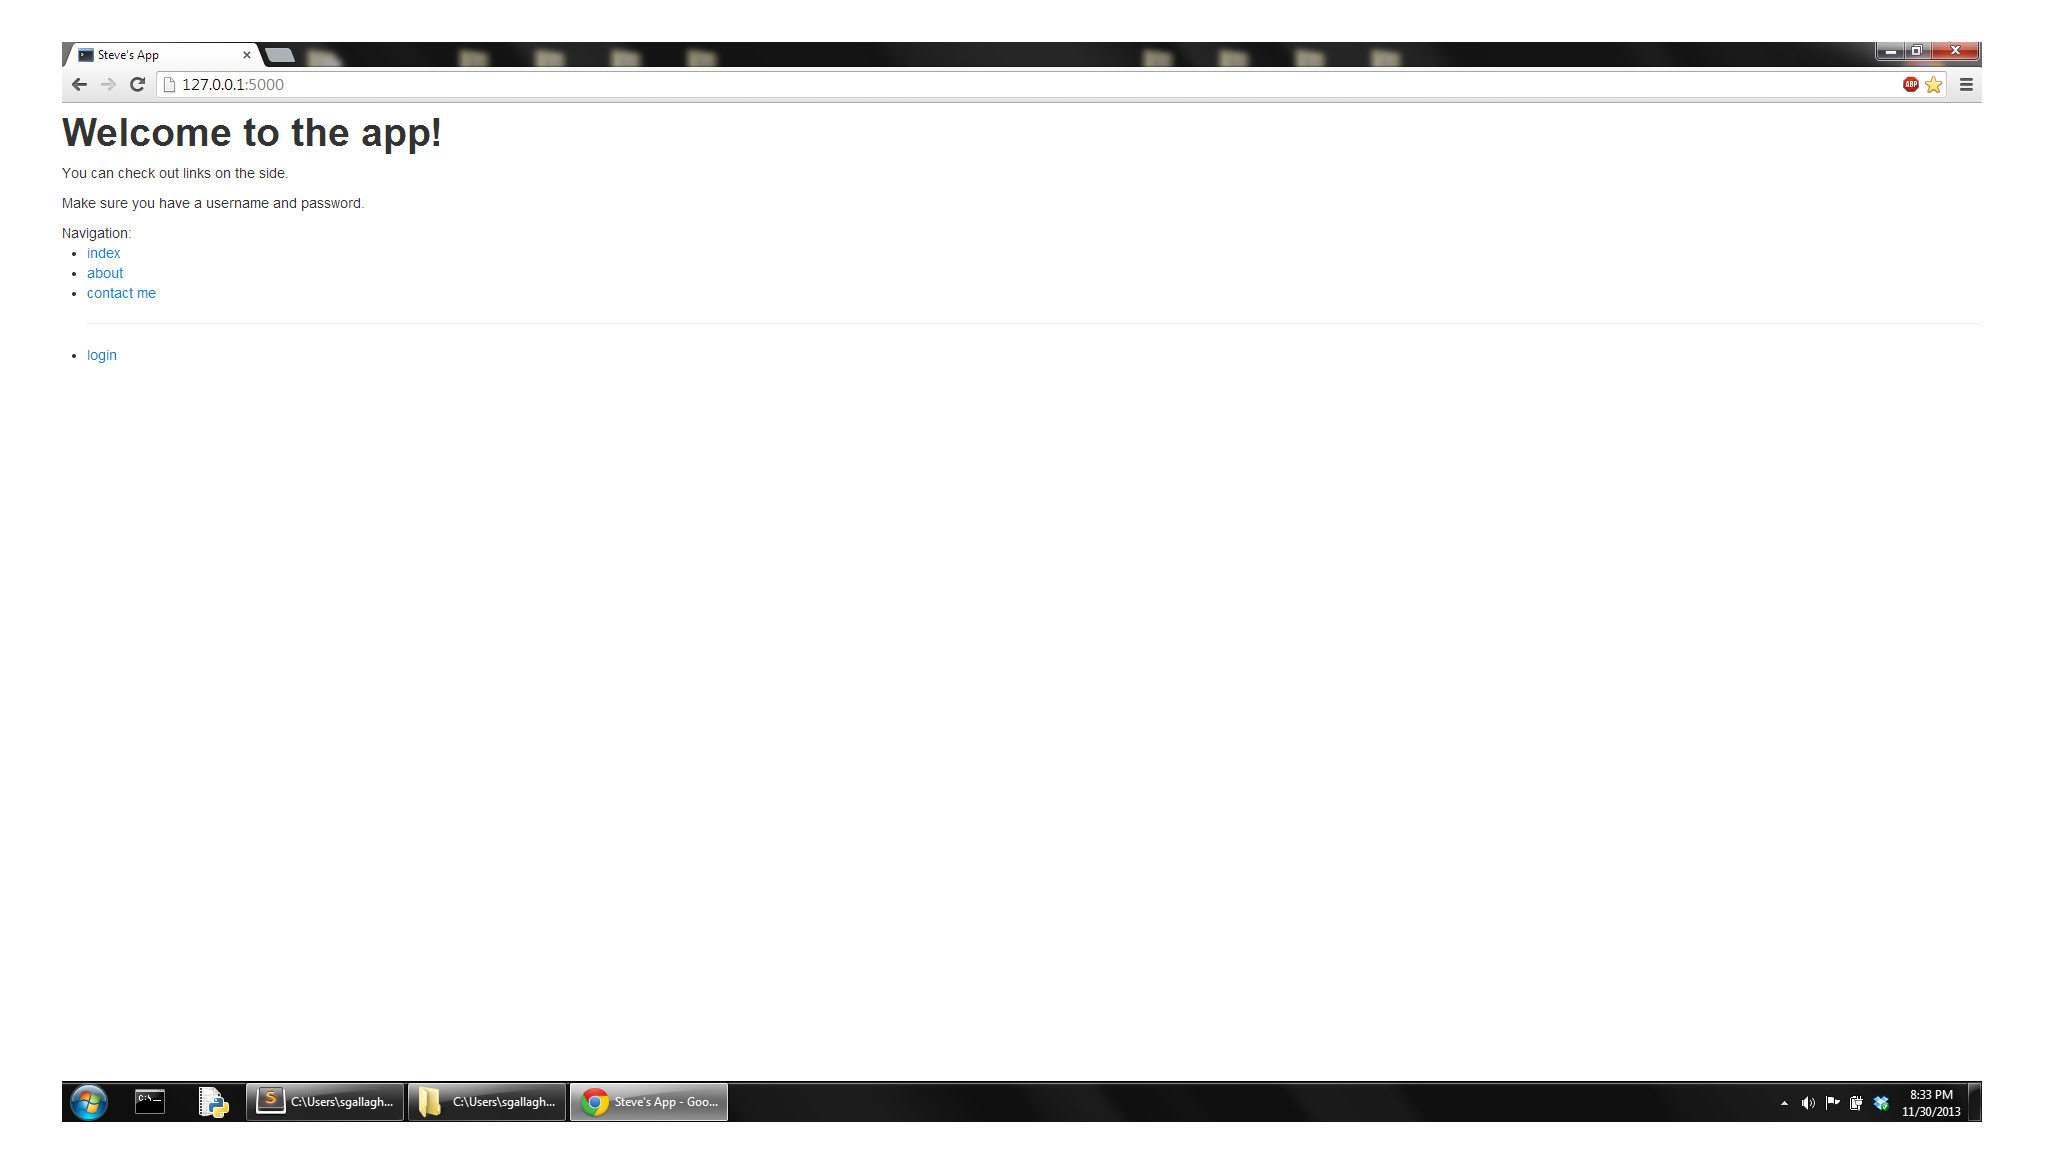 Steve's App
127.0.0.1:5000
ABP
Welcome to the app!
You can check out links on the side.
Make sure you have a username and password.
Navigation:
index
about
contact me
login
C:\Users\sgallagh...
C:\Users\sgallagh...
Steve's App - Goo...
8:33 PM
11/30/2013